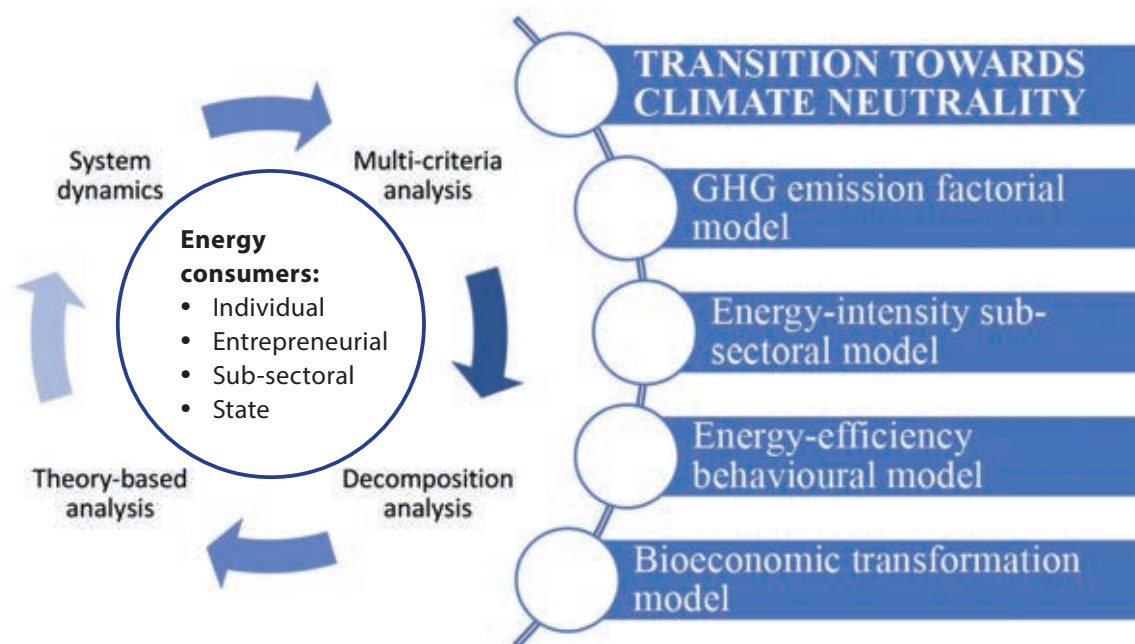 System
dynamics
Multi-criteria
analysis
Energy
consumers:
• Individual
• Entrepreneurial
• Sub-sectoral
• State
Theory-based
analysis
Decomposition
analysis
TRANSITION TOWARDS
CLIMATE NEUTRALITY
GHG emission factorial
model
Energy-intensity sub-
sectoral model
Energy-efficiency
behavioural model
Bioeconomic transformation
model